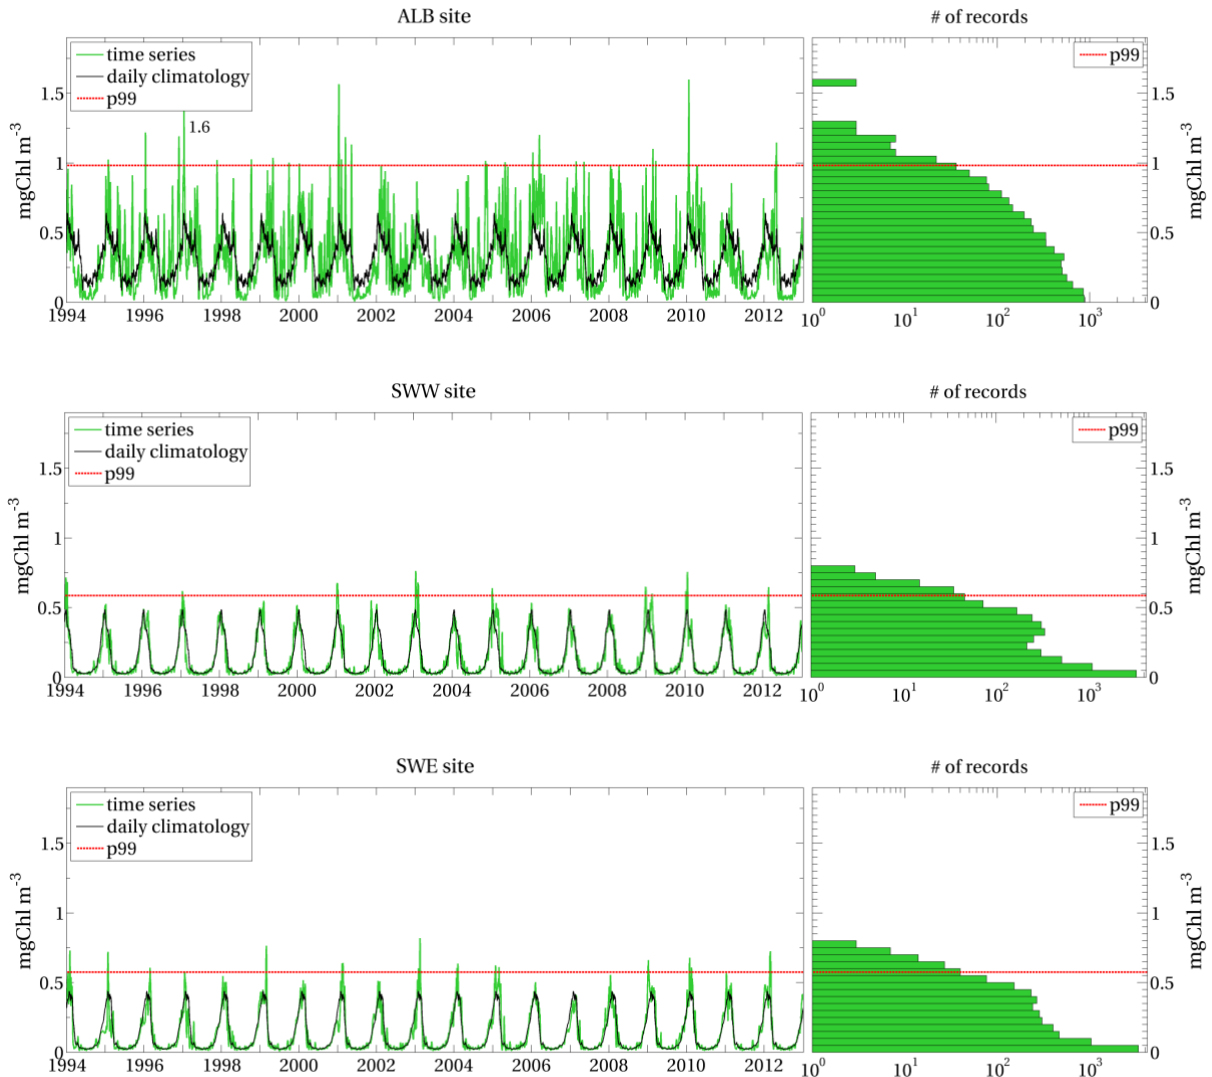 ALB site
# of records
time series
daily climatology
p99
1.6
p99
mgChl m-3
1.5
1
0.5
0
1994 1996 1998 2000 2002 2004 2006 2008 2010 2012
10^0 10^1 10^2 10^3
1.5
1
0.5
0
mgChl m-3
SWW site
# of records
time series
daily climatology
p99
p99
mgChl m-3
1.5
1
0.5
0
1994 1996 1998 2000 2002 2004 2006 2008 2010 2012
10^0 10^1 10^2 10^3
1.5
1
0.5
0
mgChl m-3
SWE site
# of records
time series
daily climatology
p99
p99
mgChl m-3
1.5
1
0.5
0
1994 1996 1998 2000 2002 2004 2006 2008 2010 2012
10^0 10^1 10^2 10^3
1.5
1
0.5
0
mgChl m-3